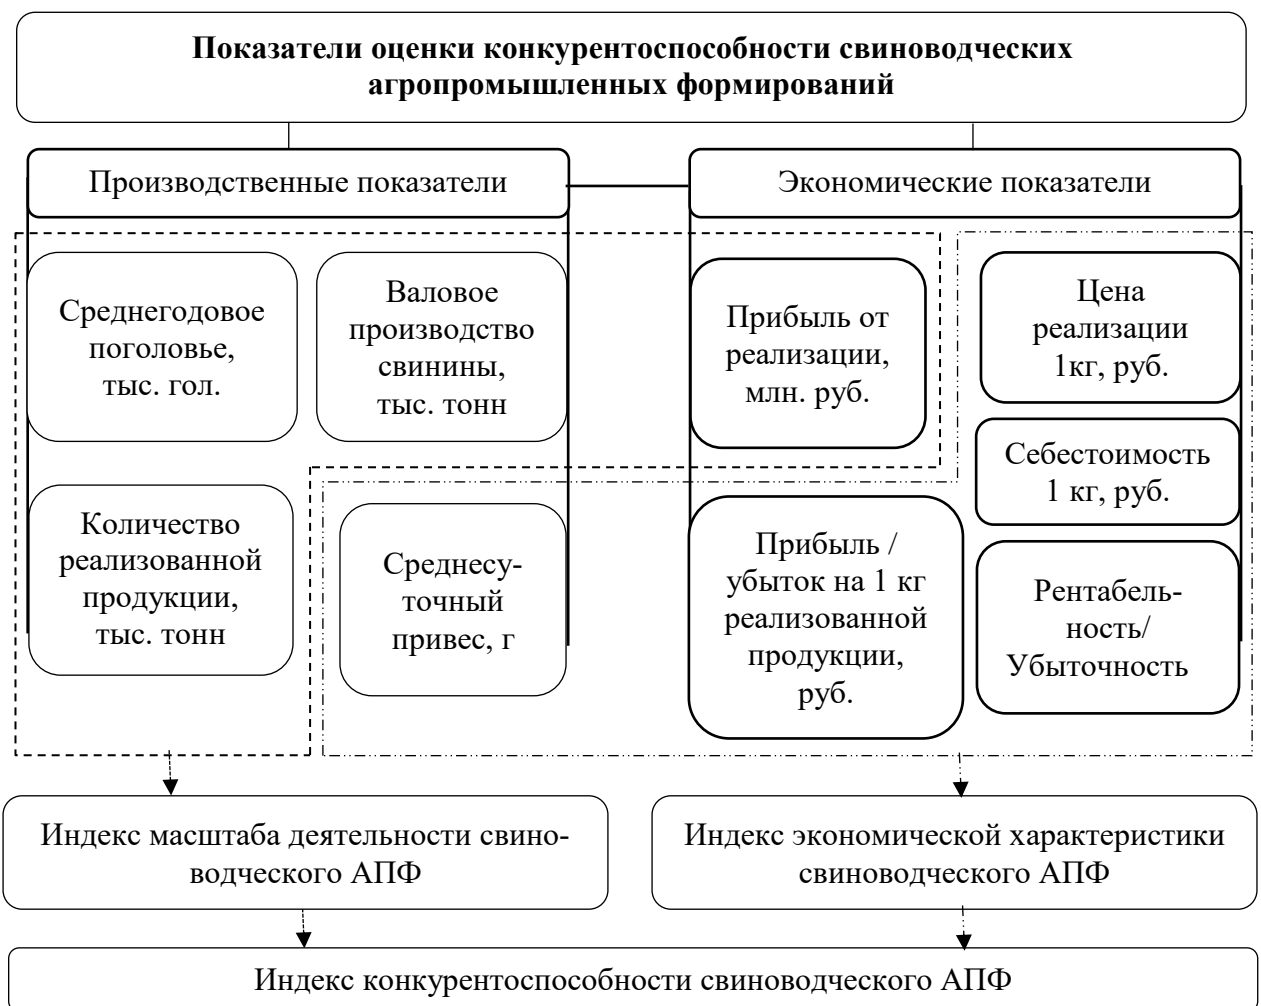 Показатели оценки конкурентоспособности свиноводческих
агропромышленных формирований
Производственные показатели
Экономические показатели
Среднегодовое
поголовье,
тыс. гол.
Валовое
производство
свинины,
тыс. тонн
Прибыль от
реализации,
млн. руб.
Цена
реализации
1кг, руб.
Себестоимость
1 кг, руб.
Количество
реализованной
продукции,
тыс. тонн
Среднесу-
точный
привес, г
Прибыль /
убыток на 1 кг
реализованной
продукции,
руб.
Рентабель-
ность/
Убыточность
Индекс масштаба деятельности свино-
водческого АПФ
Индекс экономической характеристики
свиноводческого АПФ
Индекс конкурентоспособности свиноводческого АПФ